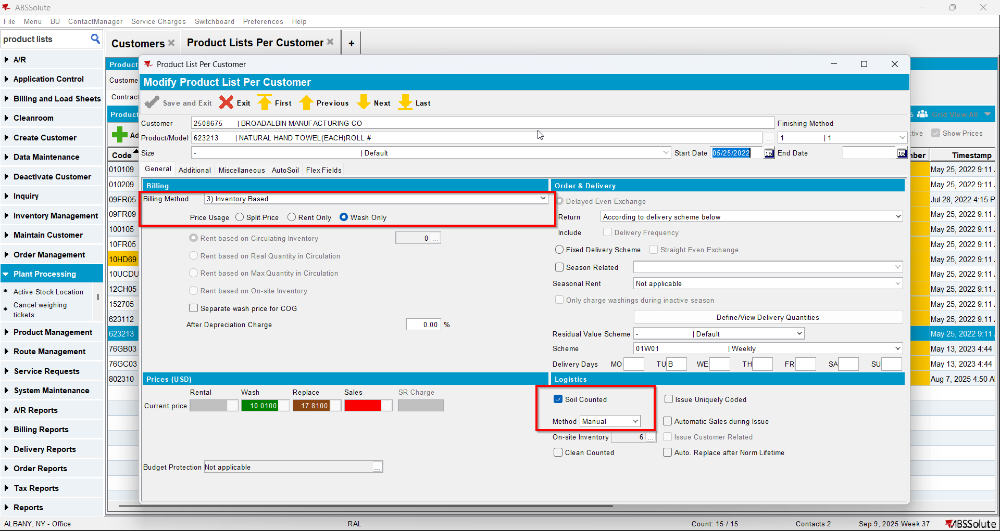 ABSSolute
File Menu BU ContactManager Service Charges Switchboard Preferences Help
product lists
Customers
Product Lists Per Customer
+
A/R
Application Control
Billing and Load Sheets
Cleanroom
Create Customer
Data Maintenance
Deactivate Customer
Inquiry
Inventory Management
Maintain Customer
Order Management
Plant Processing
Active Stock Location
Cancel weighing
tickets
Product Management
Route Management
Service Requests
System Maintenance
A/R Reports
Billing Reports
Delivery Reports
Order Reports
Tax Reports
Reports
Product
Custome
Contrac
Product
Ad
Code
010109
010209
09FR05
09FR09
100105
10FR05
10HD69
10UCDU
12CH05
152705
623112
623213
76GB03
76GC03
802310
Product List Per Customer
Modify Product List Per Customer
Save and Exit Exit First Previous Next Last
Customer 2508675 | BROADALBIN MANUFACTURING CO Finishing Method
Product/Model 623213 | NATURAL HAND TOWEL(EACH)ROLL # ... 1 | 1
Size - | Default Start Date 05/25/2022 16 End Date 16
General Additional Miscellaneous AutoSoil Flex Fields
Billing
Billing Method 3) Inventory Based
Price Usage Split Price Rent Only Wash Only
Rent based on Circulating Inventory 0 ...
Rent based on Real Quantity in Circulation
Rent based on Max Quantity in Circulation
Rent based on On-site Inventory
Separate wash price for COG
After Depreciation Charge 0.00 %
Order & Delivery
Delayed Even Exchange
Return According to delivery scheme below
Include Delivery Frequency
Fixed Delivery Scheme Straight Even Exchange
Season Related
Seasonal Rent Not applicable
Only charge washings during inactive season
Define/View Delivery Quantities
Residual Value Scheme - | Default
Scheme 01W01 | Weekly
Delivery Days MO TU B WE TH FR SA SU
Prices (USD)
Rental Wash Replace Sales SR Charge
Current price ... 10.0100 ... 17.8100 ... ...
Budget Protection Not applicable ...
Logistics
Soil Counted Issue Uniquely Coded
Method Manual Automatic Sales during Issue
On-site Inventory 6 ... Issue Customer Related
Clean Counted Auto. Replace after Norm Lifetime
5 Grid View All
ctive Show Prices
nber Timestamp
May 25, 2022 9:11
May 25, 2022 9:11
Jul 28, 2022 4:15 P
May 25, 2022 9:11
May 25, 2022 9:11
May 25, 2022 9:11
May 25, 2022 9:11
May 25, 2022 9:11
May 25, 2022 9:11
May 25, 2022 9:11
May 25, 2022 9:11
May 25, 2022 9:11
May 13, 2023 4:44
May 13, 2023 4:44
Aug 7, 2025 4:50 A
ALBANY, NY - Office RAL Count: 15 / 15 Contacts 2 Sep 9, 2025 Week 37 ABSSolute